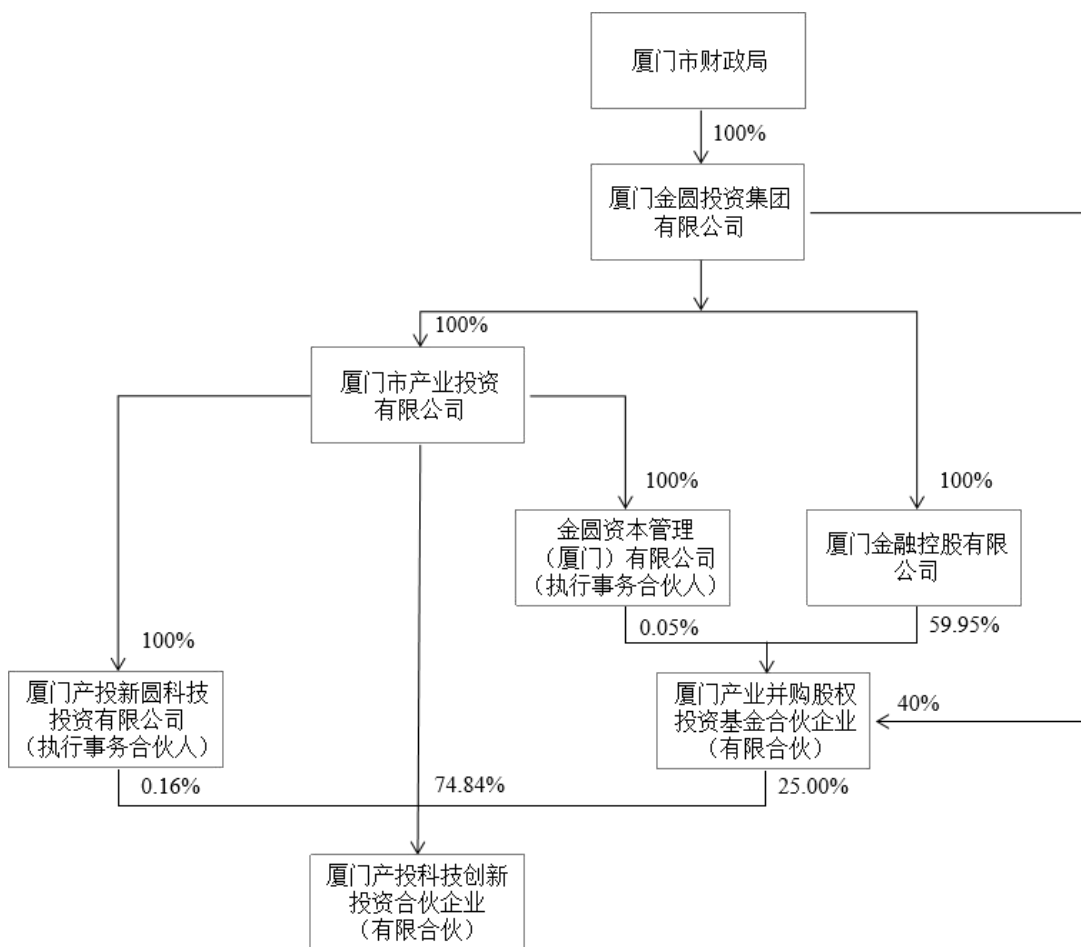 厦门市财政局
100%
厦门金圆投资集团
有限公司
100%
厦门市产业投资
有限公司
100%
100%
金圆资本管理
（厦门）有限公司
（执行事务合伙人）
厦门金融控股有限
公司
0.05%
59.95%
100%
厦门产投新圆科技
投资有限公司
（执行事务合伙人）
厦门产业并购股权
投资基金合伙企业
（有限合伙）
40%
0.16%
74.84%
25.00%
厦门产投科技创新
投资合伙企业
（有限合伙）